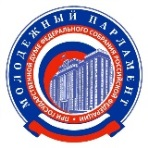 МОЛОДЕЖНЫЙ ПАРЛАМЕНТ
ПРИ ГОСУДАРСТВЕННОЙ ДУМЕ ФЕДЕРАЛЬНОГО СОБРАНИЯ РОССИЙСКОЙ ФЕДЕРАЦИИ